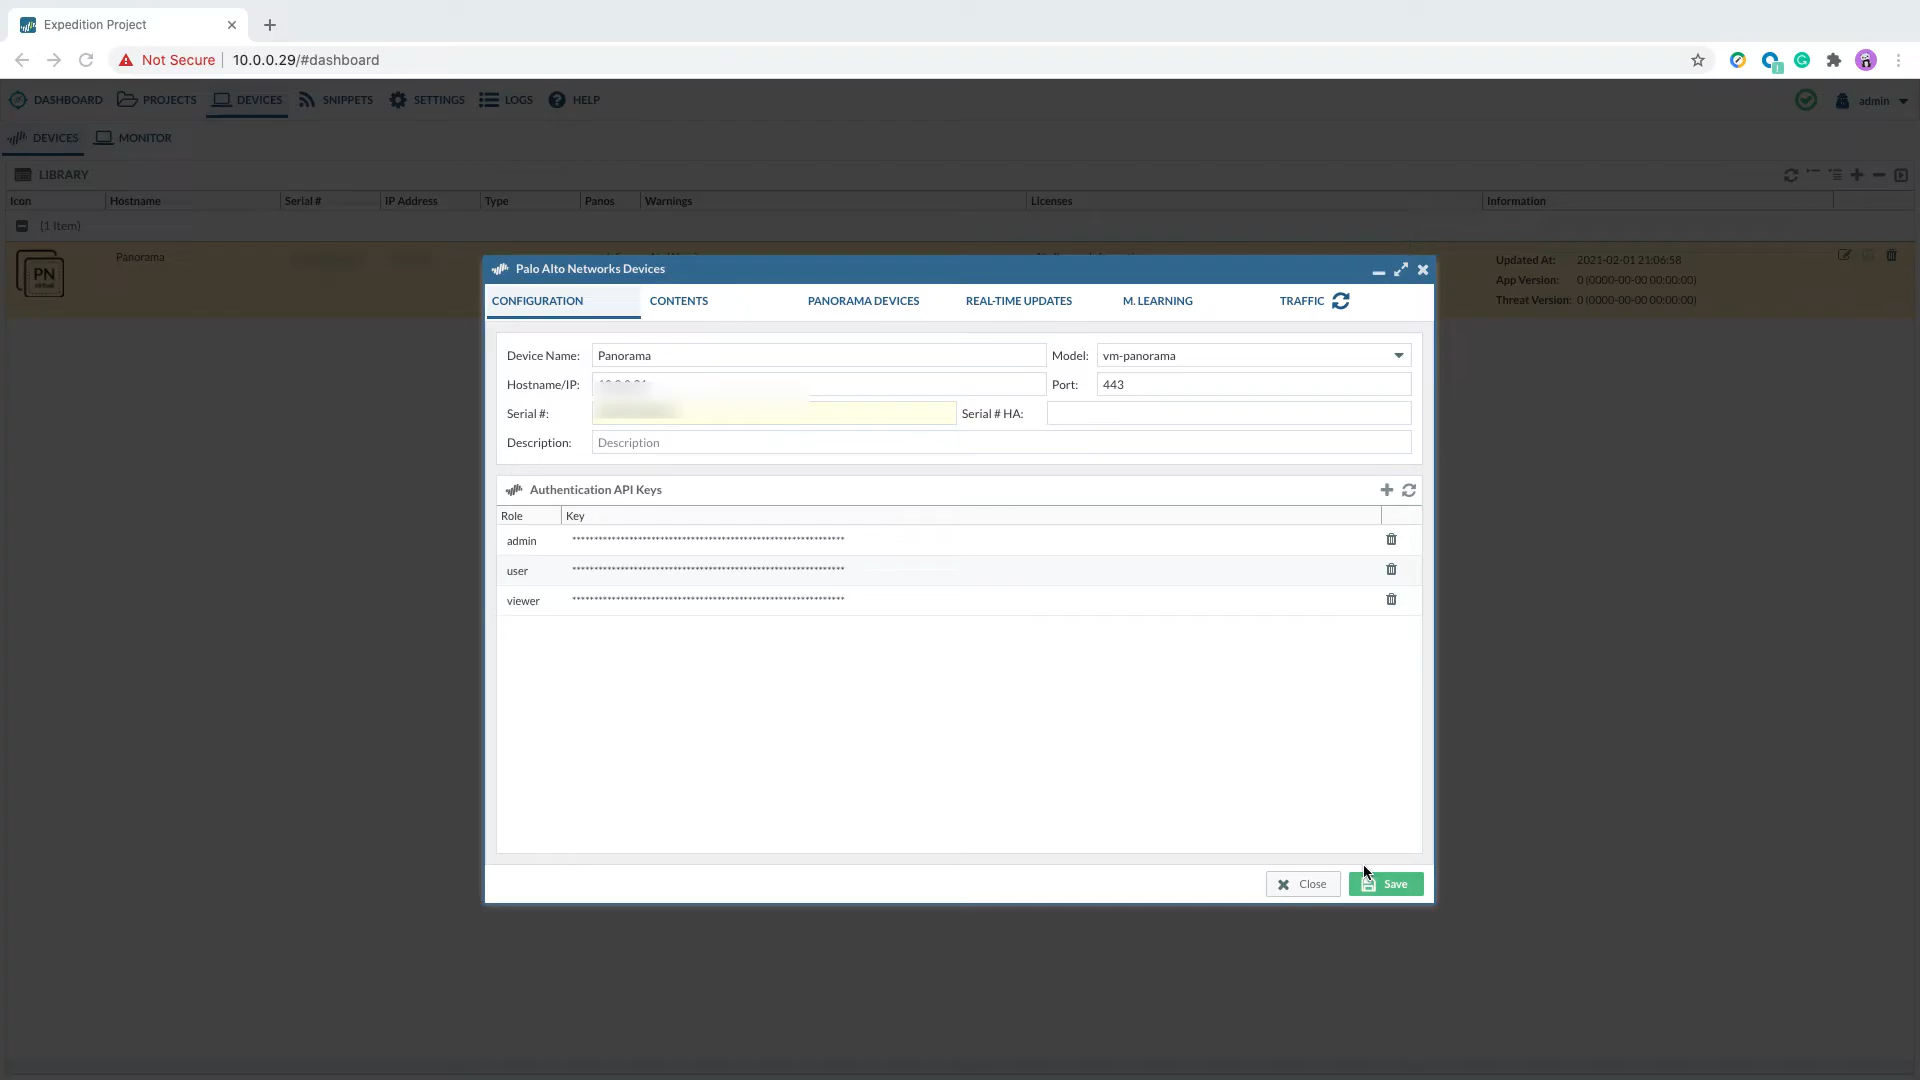 Expedition Project
Not Secure 10.0.0.29/#dashboard
DASHBOARD PROJECTS DEVICES SNIPPETS SETTINGS LOGS HELP admin
DEVICES MONITOR
LIBRARY
Icon Hostname Serial # IP Address Type Panos Warnings Licenses Information
(1 Item)
PN
virtual
Panorama
Updated At: 2021-02-01 21:06:58
App Version: 0 (0000-00-00 00:00:00)
Threat Version: 0 (0000-00-00 00:00:00)
Palo Alto Networks Devices
CONFIGURATION CONTENTS PANORAMA DEVICES REAL-TIME UPDATES M. LEARNING TRAFFIC
Device Name: Panorama Model: vm-panorama
Hostname/IP: Port: 443
Serial #: Serial # HA:
Description: Description
Authentication API Keys
Role Key
admin **************************************************************
user **************************************************************
viewer **************************************************************
Close Save